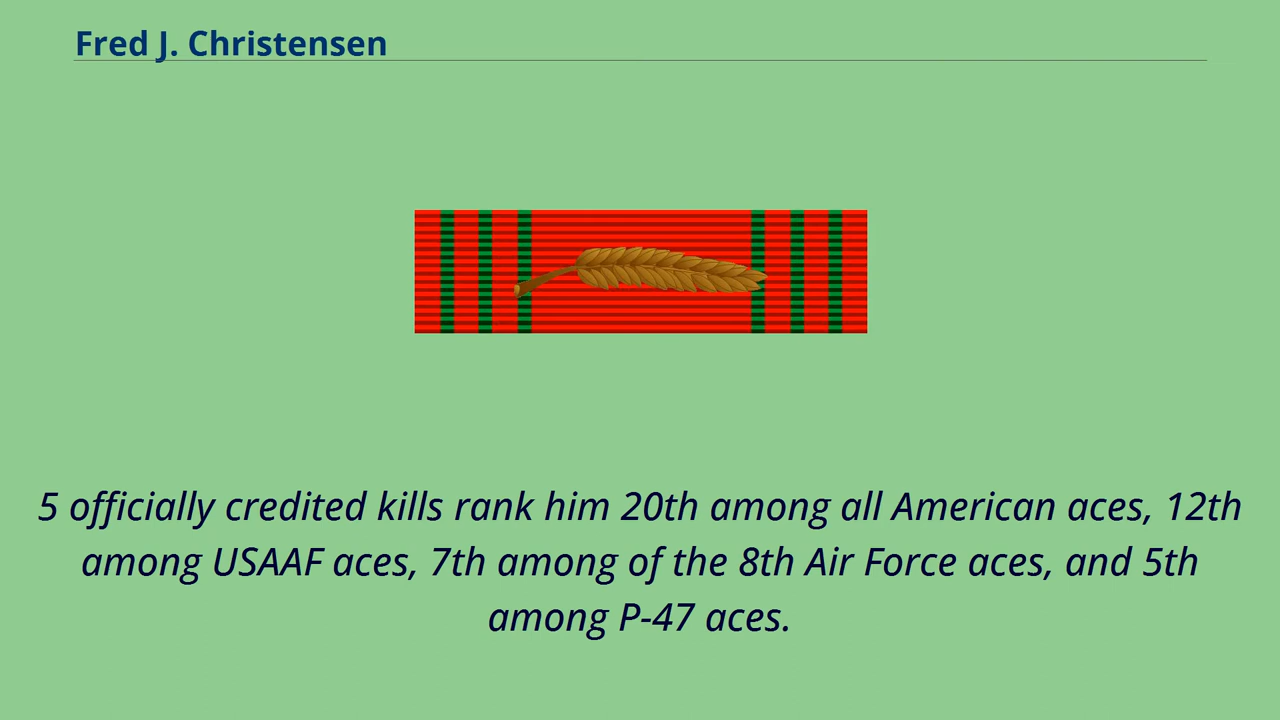 Fred J. Christensen
5 officially credited kills rank him 20th among all American aces, 12th
among USAAF aces, 7th among of the 8th Air Force aces, and 5th
among P-47 aces.